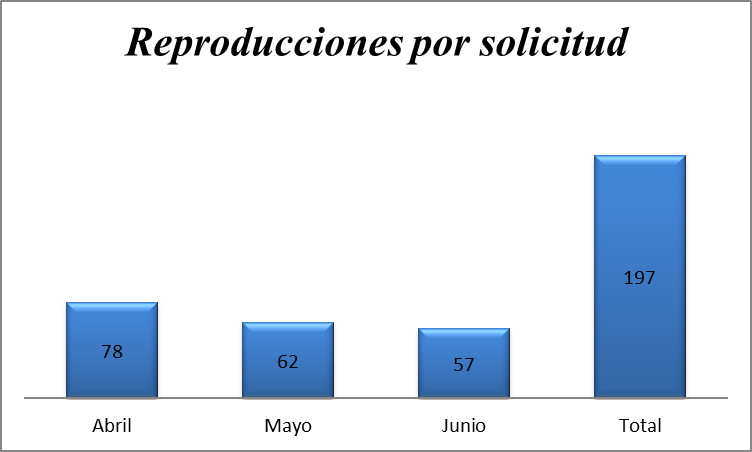 Reproducciones por solicitud
197
78
62
57
Abril
Mayo
Junio
Total